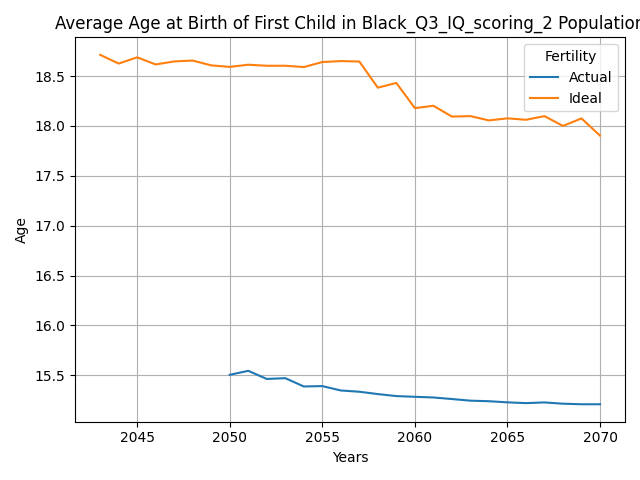 Average Age at Birth of First Child in Black_Q3_IQ_scoring_2 Population
Fertility
Actual
Ideal
18.5
18.0
17.5
17.0
16.5
16.0
15.5
Age
2045 2050 2055 2060 2065 2070
Years